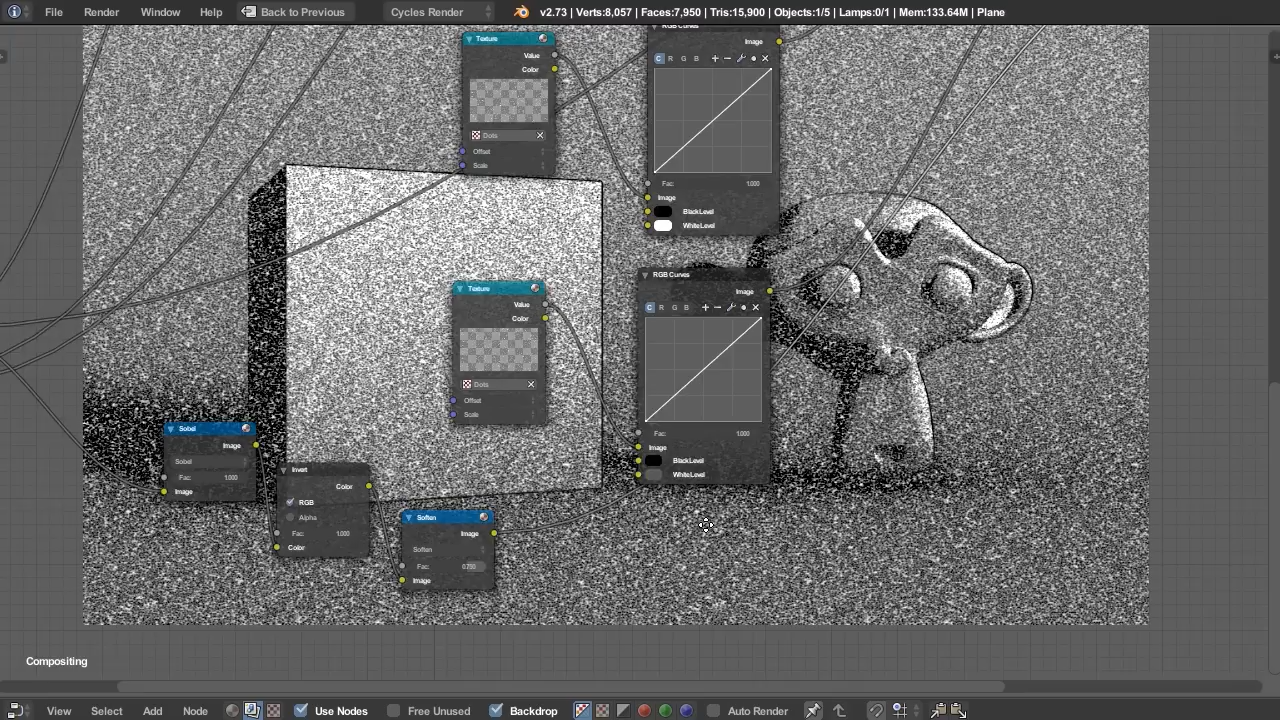 File Render Window Help Back to Previous Cycles Render v2.73 | Verts:8,057 | Faces:7,950 | Tris:15,900 | Objects:1/5 | Lamps:0/1 | Mem:133.64M | Plane
RGB Curves
Image
C R G B
Fac: 1.000
Image
BlackLevel
WhiteLevel
Texture
Value
Color
Dots
Offset
Scale
Texture
Value
Color
Dots
Offset
Scale
RGB Curves
Image
C R G B
Fac: 1.000
Image
BlackLevel
WhiteLevel
Sobel
Image
Sobel
Fac: 1.000
Image
Invert
Color
RGB
Alpha
Fac: 1.000
Color
Soften
Image
Soften
Fac: 0.750
Image
Compositing
View Select Add Node Use Nodes Free Unused Backdrop Auto Render